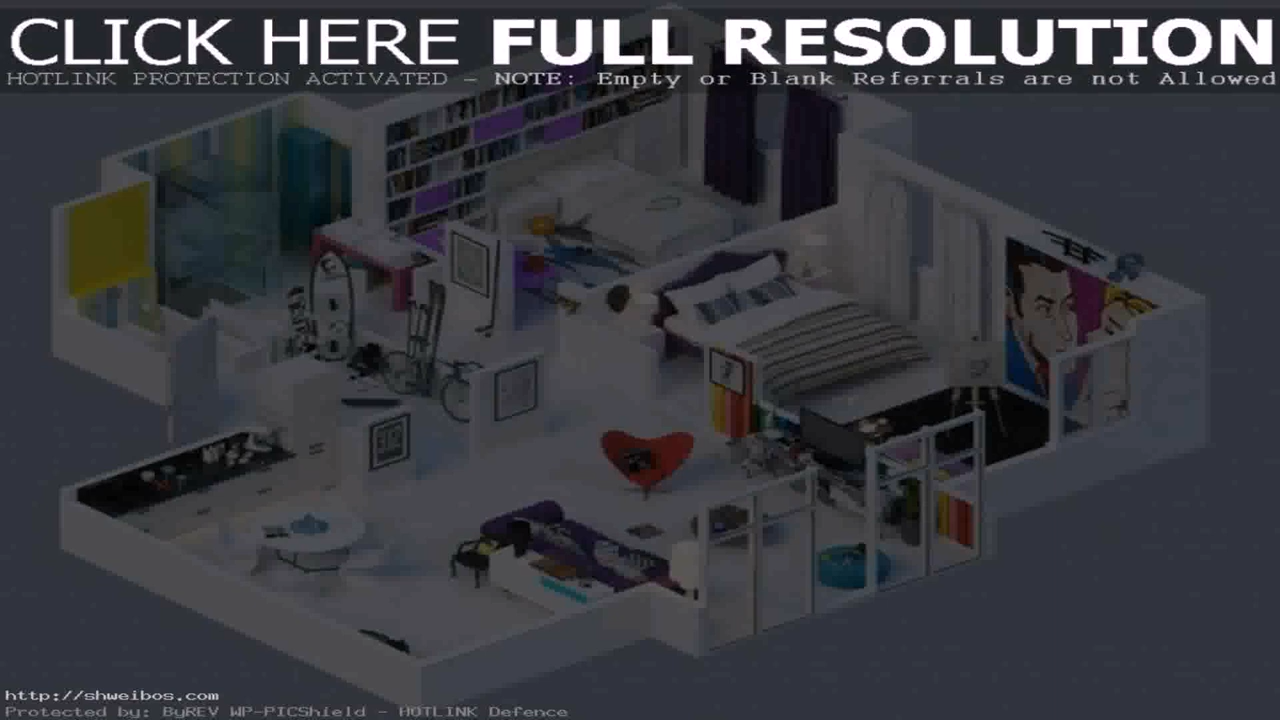 CLICK HERE FULL RESOLUTION
HOTLINK PROTECTION ACTIVATED - NOTE: Empty or Blank Referrals are not Allowed
http://shweibos.com
Protected by: ByREV WP-PICShield - HOTLINK Defence